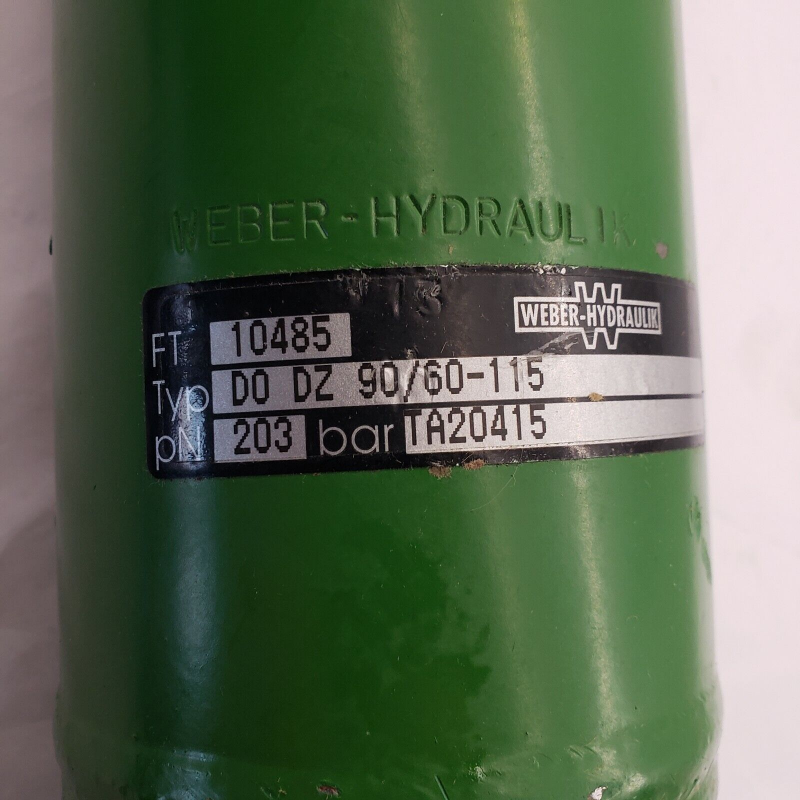 WEBER-HYDRAULIK
WEBER-HYDRAULIK
FT 10485
Typ DO DZ 90/60-115
pN 203 bar TA20415